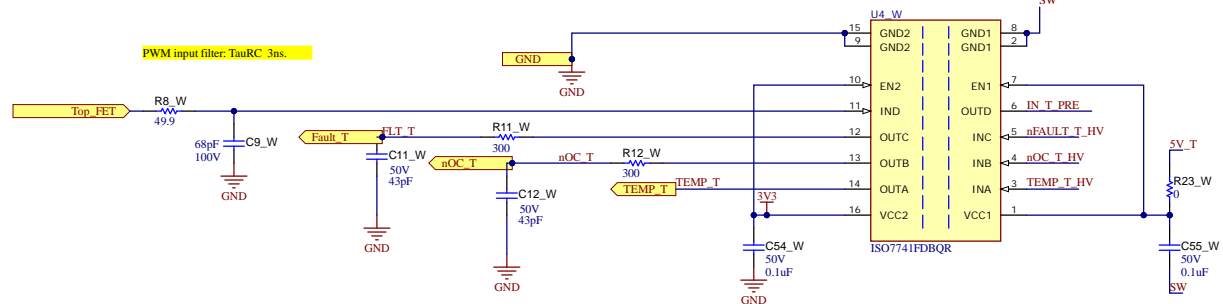 SW
U4_W
15
GND2
GND1
8
9
GND2
GND1
2
PWM input filter: TauRC 3ns.
GND
GND
10
EN2
EN1
7
Top_FET
R8_W
49.9
11
IND
OUTD
6
IN_T_PRE
Fault_T
FLT_T
R11_W
300
12
OUTC
INC
5
nFAULT_T_HV
68pF
100V
C9_W
GND
C11_W
50V
43pF
GND
nOC_T
nOC_T
R12_W
300
13
OUTB
INB
4
nOC_T_HV
5V_T
C12_W
50V
43pF
GND
TEMP_T
TEMP_T
14
OUTA
INA
3
TEMP_T_HV
R23_W
0
3V3
16
VCC2
VCC1
1
ISO7741FDBQR
C54_W
50V
0.1uF
GND
C55_W
50V
0.1uF
SW